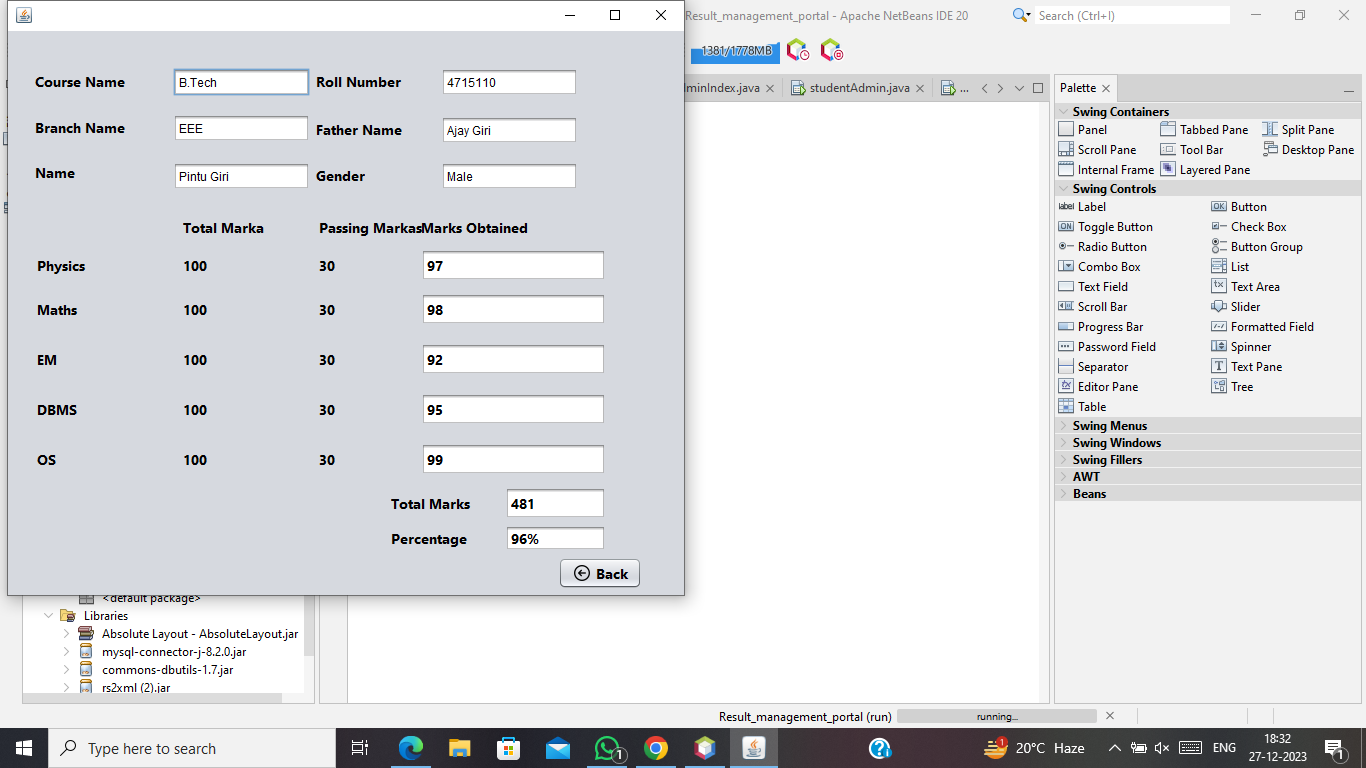 Result_management_portal - Apache NetBeans IDE 20
Search (Ctrl+I)
1381/1778MB
Course Name B.Tech Roll Number 4715110
Branch Name EEE Father Name Ajay Giri
Name Pintu Giri Gender Male
Total Marka Passing Markas Marks Obtained
Physics 100 30 97
Maths 100 30 98
EM 100 30 92
DBMS 100 30 95
OS 100 30 99
Total Marks 481
Percentage 96%
Back
minIndex.java studentAdmin.java ...
Palette
Swing Containers
Panel Tabbed Pane Split Pane
Scroll Pane Tool Bar Desktop Pane
Internal Frame Layered Pane
Swing Controls
label Label OK Button
ON Toggle Button Check Box
Radio Button Button Group
Combo Box List
Text Field Text Area
Scroll Bar Slider
Progress Bar Formatted Field
Password Field Spinner
Separator Text Pane
Editor Pane Tree
Table
Swing Menus
Swing Windows
Swing Fillers
AWT
Beans
<default package>
Libraries
Absolute Layout - AbsoluteLayout.jar
mysql-connector-j-8.2.0.jar
commons-dbutils-1.7.jar
rs2xml (2).jar
Result_management_portal (run) running...
Type here to search
1
1
20°C Haze
ENG
18:32
27-12-2023
1